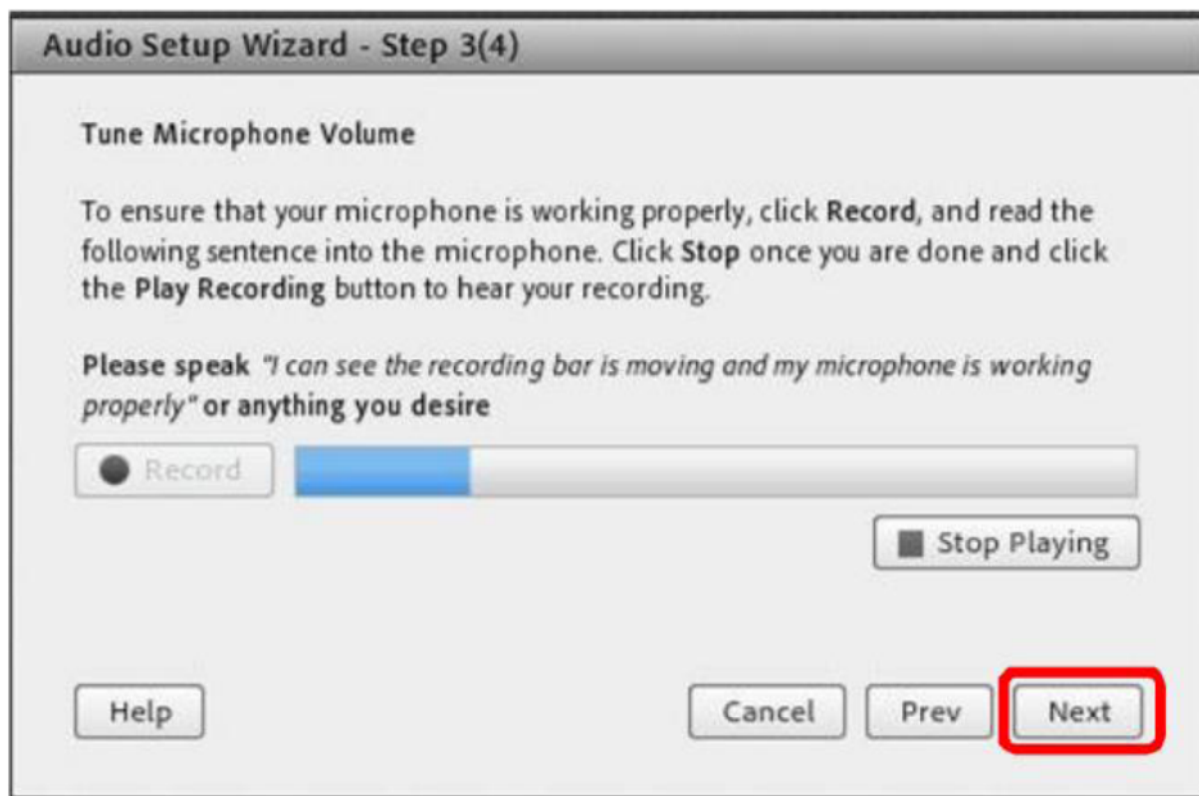 Audio Setup Wizard - Step 3(4)
Tune Microphone Volume
To ensure that your microphone is working properly, click Record, and read the
following sentence into the microphone. Click Stop once you are done and click
the Play Recording button to hear your recording.
Please speak "I can see the recording bar is moving and my microphone is working
properly" or anything you desire
Record
Stop Playing
Help Cancel Prev Next